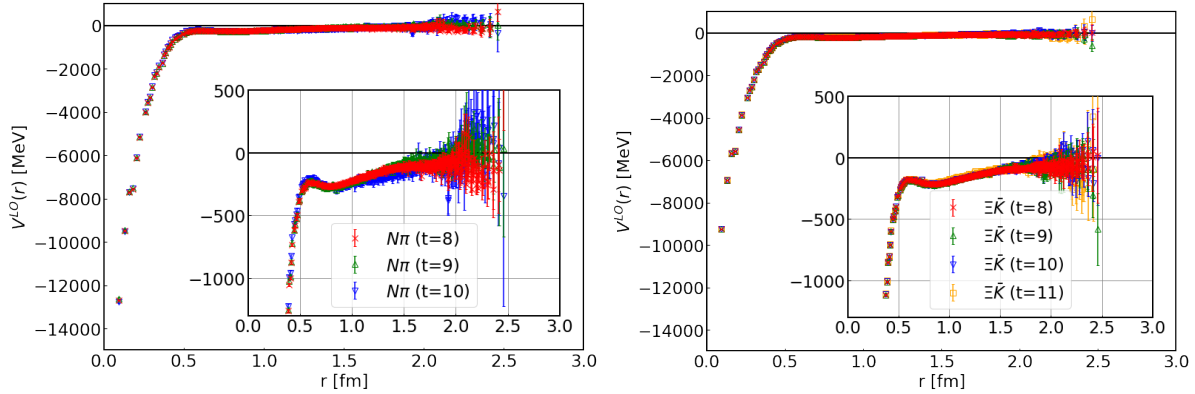 0
−2000
−4000
−6000
−8000
−10000
−12000
−14000
V^{LO}(r) [MeV]
0.0 0.5 1.0 1.5 2.0 2.5 3.0
r [fm]
500
0
−500
−1000
0.0 0.5 1.0 1.5 2.0 2.5 3.0
Nπ (t=8)
Nπ (t=9)
Nπ (t=10)
0
−2000
−4000
−6000
−8000
−10000
−12000
−14000
V^{LO}(r) [MeV]
0.0 0.5 1.0 1.5 2.0 2.5 3.0
r [fm]
500
0
−500
−1000
0.0 0.5 1.0 1.5 2.0 2.5 3.0
ΞK̄ (t=8)
ΞK̄ (t=9)
ΞK̄ (t=10)
ΞK̄ (t=11)